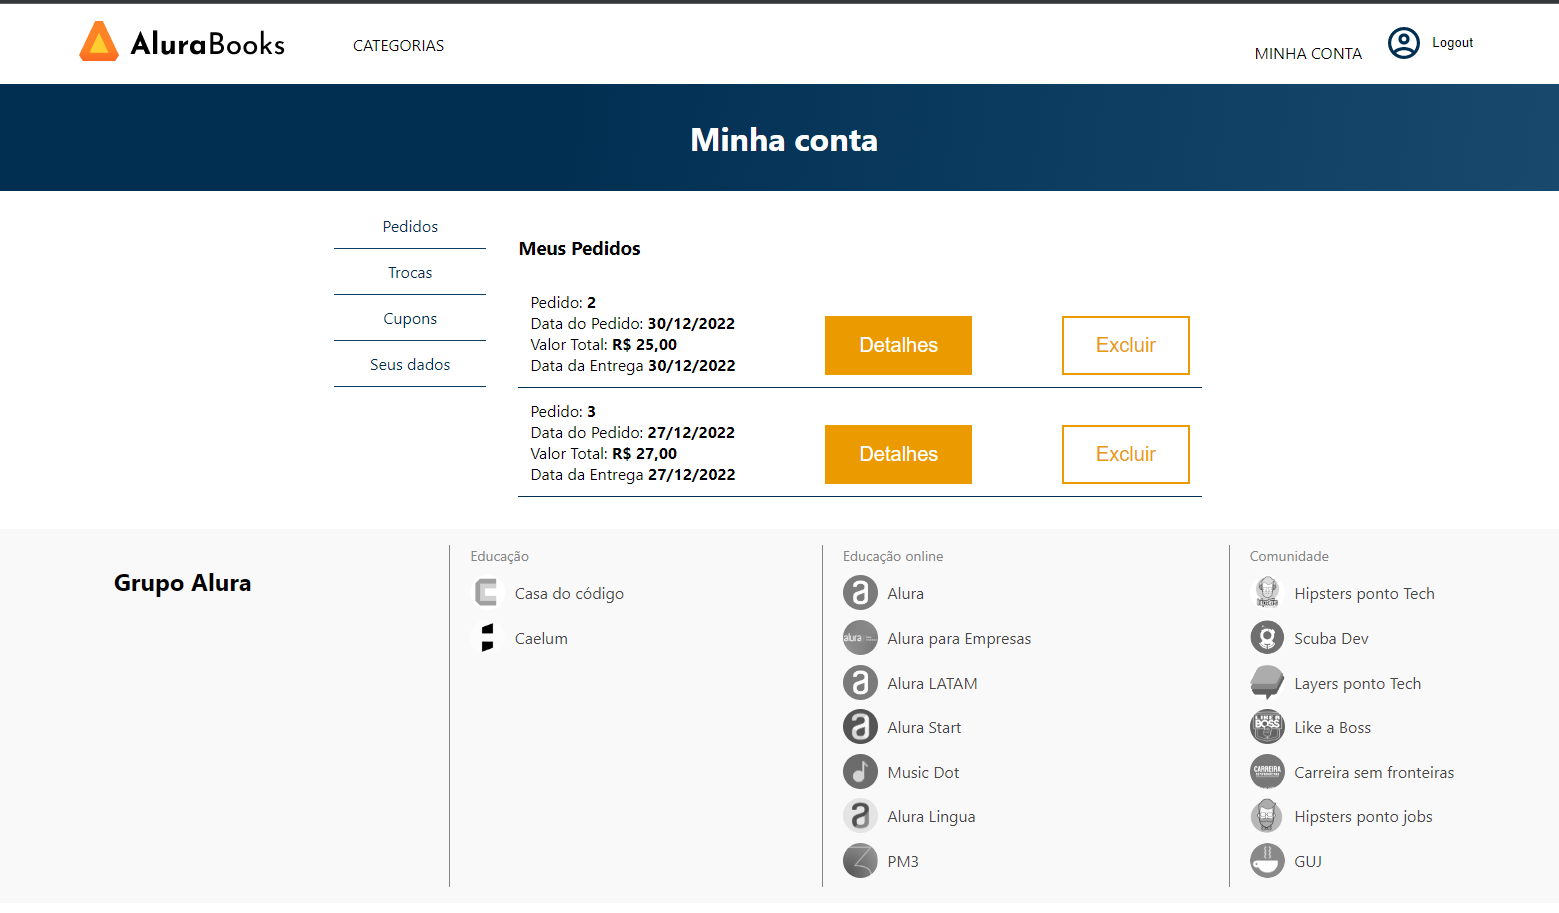 AluraBooks
CATEGORIAS
MINHA CONTA
Logout
Minha conta
Pedidos
Trocas
Cupons
Seus dados
Meus Pedidos
Pedido: 2
Data do Pedido: 30/12/2022
Valor Total: R$ 25,00
Data da Entrega 30/12/2022
Detalhes
Excluir
Pedido: 3
Data do Pedido: 27/12/2022
Valor Total: R$ 27,00
Data da Entrega 27/12/2022
Detalhes
Excluir
Grupo Alura
Educação
Casa do código
Caelum
Educação online
a
Alura
alura
Alura para Empresas
a
Alura LATAM
a
Alura Start
Music Dot
a
Alura Lingua
PM3
Comunidade
Hipsters ponto Tech
Scuba Dev
Layers ponto Tech
LIKE A
BOSS
Like a Boss
CARREIRA
Carreira sem fronteiras
Hipsters ponto jobs
GUJ